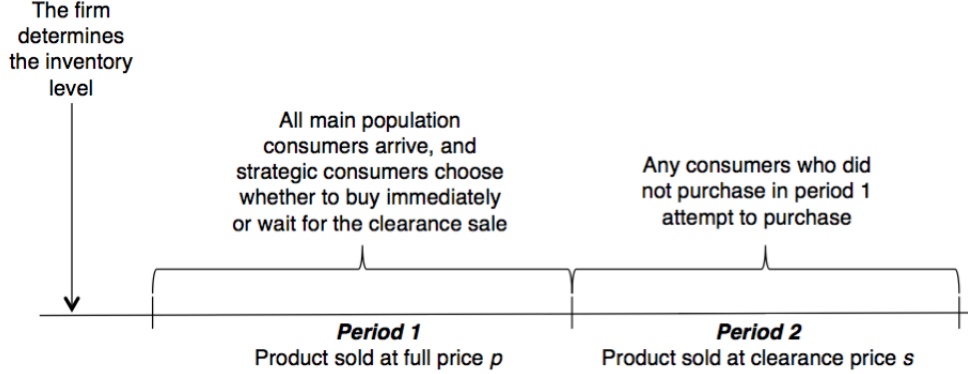 The firm
determines
the inventory
level
All main population
consumers arrive, and
strategic consumers choose
whether to buy immediately
or wait for the clearance sale
Any consumers who did
not purchase in period 1
attempt to purchase
Period 1
Product sold at full price p
Period 2
Product sold at clearance price s